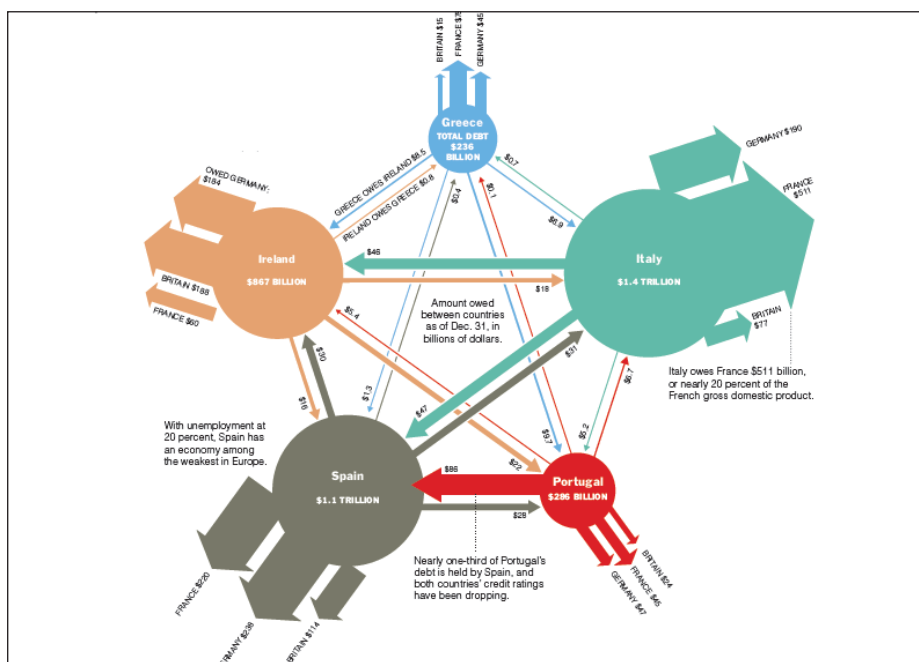 BRITAIN $15
FRANCE
GERMANY $45
Greece
TOTAL DEBT
$236
BILLION
GERMANY $190
FRANCE
$511
OWED GERMANY:
$184
GREECE OWES IRELAND $8.5
IRELAND OWES GREECE $0.8
$0.4
$0.1
$0.7
$6.9
Ireland
$867 BILLION
$46
$18
Italy
$1.4 TRILLION
BRITAIN $188
FRANCE $60
$5.4
Amount owed
between countries
as of Dec. 31, in
billions of dollars.
BRITAIN
$77
$30
$16
$1.3
$31
$6.7
Italy owes France $511 billion,
or nearly 20 percent of the
French gross domestic product.
With unemployment at
20 percent, Spain has
an economy among
the weakest in Europe.
$47
$9.7
$5.2
$22
Spain
$1.1 TRILLION
$86
$28
Portugal
$286 BILLION
Nearly one-third of Portugal's
debt is held by Spain, and
both countries' credit ratings
have been dropping.
BRITAIN $24
FRANCE $45
GERMANY $47
FRANCE $220
$238
BRITAIN $114